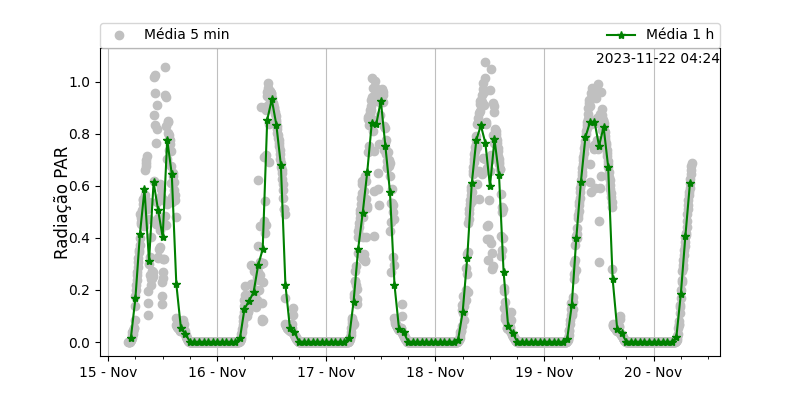 Média 5 min
Média 1 h
2023-11-22 04:24
Radiação PAR
1.0
0.8
0.6
0.4
0.2
0.0
15 - Nov
16 - Nov
17 - Nov
18 - Nov
19 - Nov
20 - Nov